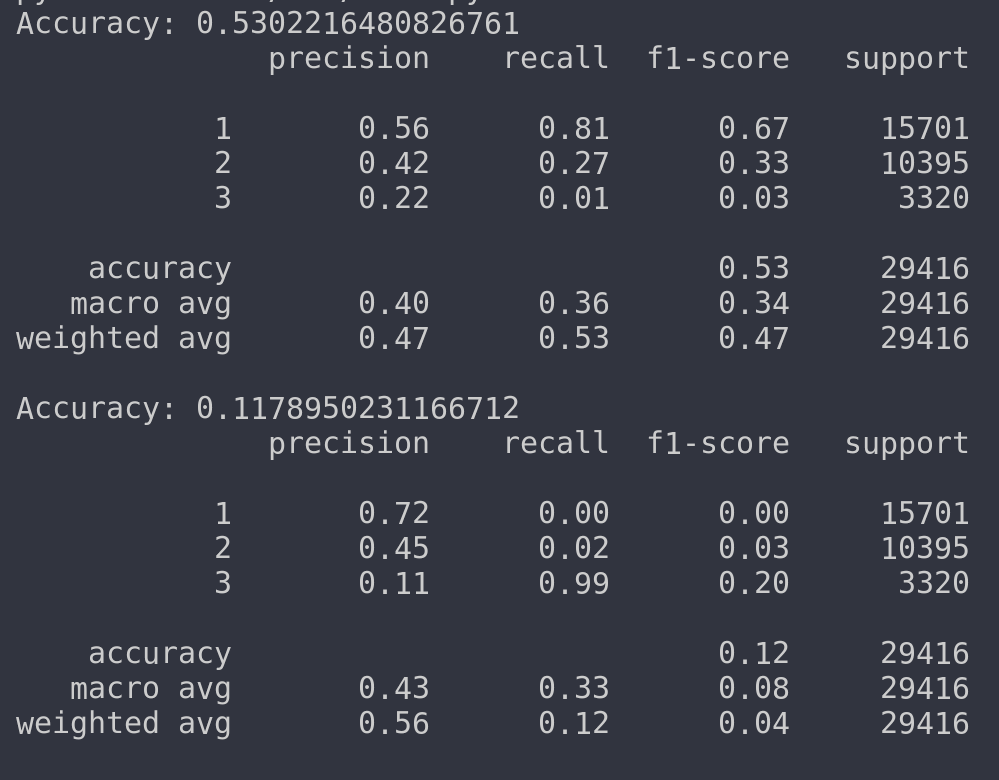 Accuracy: 0.5302216480826761
precision recall f1-score support
1 0.56 0.81 0.67 15701
2 0.42 0.27 0.33 10395
3 0.22 0.01 0.03 3320
accuracy 0.53 29416
macro avg 0.40 0.36 0.34 29416
weighted avg 0.47 0.53 0.47 29416
Accuracy: 0.1178950231166712
precision recall f1-score support
1 0.72 0.00 0.00 15701
2 0.45 0.02 0.03 10395
3 0.11 0.99 0.20 3320
accuracy 0.12 29416
macro avg 0.43 0.33 0.08 29416
weighted avg 0.56 0.12 0.04 29416